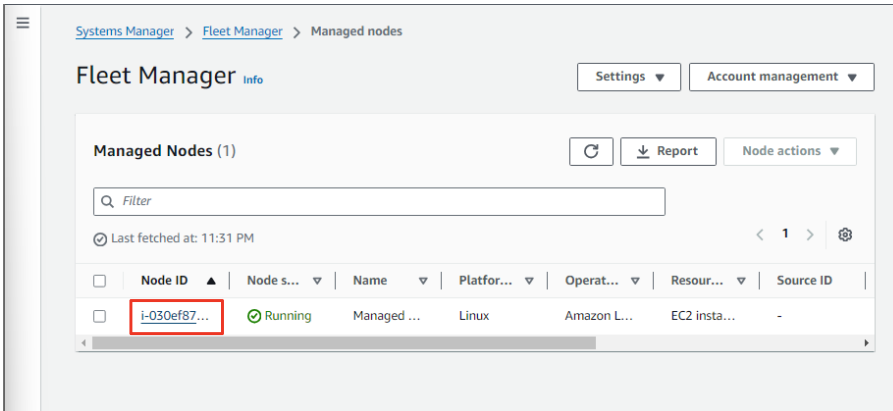 Systems Manager > Fleet Manager > Managed nodes
Fleet Manager Info
Settings Account management
Managed Nodes (1)
Report Node actions
Filter
Last fetched at: 11:31 PM
< 1 >
Node ID Node s... Name Platfor... Operat... Resour... Source ID
i-030ef87... Running Managed ... Linux Amazon L... EC2 insta... -